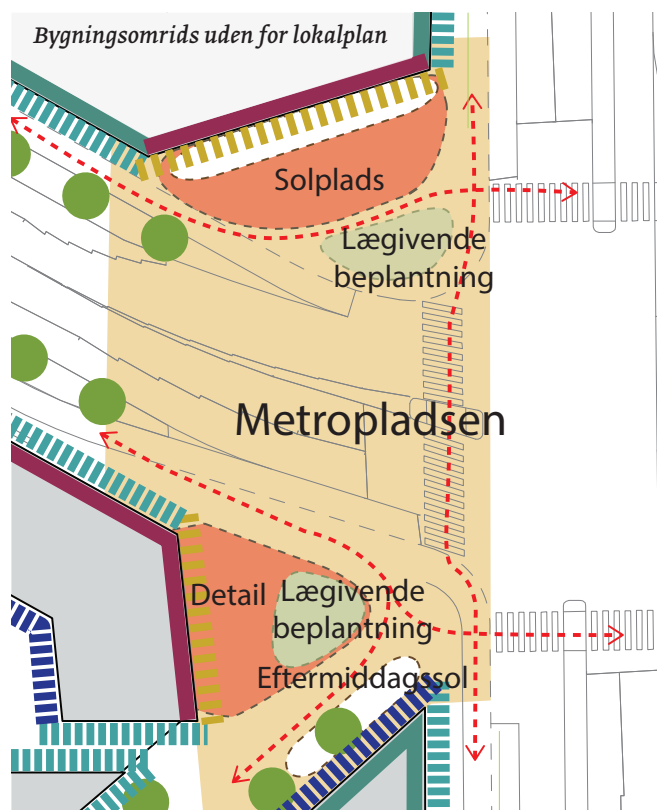 Bygningsomrids uden for lokalplan
Solplads
Lægivende
beplantning
Metropladsen
Detail
Lægivende
beplantning
Eftermiddagssol